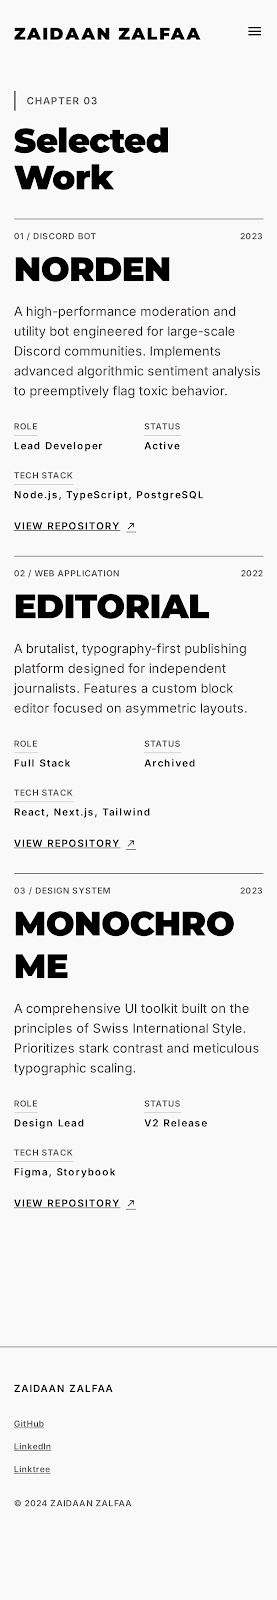 ZAIDAAN ZALFAA
CHAPTER 03
Selected
Work
01 / DISCORD BOT 2023
NORDEN
A high-performance moderation and
utility bot engineered for large-scale
Discord communities. Implements
advanced algorithmic sentiment analysis
to preemptively flag toxic behavior.
ROLE STATUS
Lead Developer Active
TECH STACK
Node.js, TypeScript, PostgreSQL
VIEW REPOSITORY ↗
02 / WEB APPLICATION 2022
EDITORIAL
A brutalist, typography-first publishing
platform designed for independent
journalists. Features a custom block
editor focused on asymmetric layouts.
ROLE STATUS
Full Stack Archived
TECH STACK
React, Next.js, Tailwind
VIEW REPOSITORY ↗
03 / DESIGN SYSTEM 2023
MONOCHRO
ME
A comprehensive UI toolkit built on the
principles of Swiss International Style.
Prioritizes stark contrast and meticulous
typographic scaling.
ROLE STATUS
Design Lead V2 Release
TECH STACK
Figma, Storybook
VIEW REPOSITORY ↗
ZAIDAAN ZALFAA
GitHub
LinkedIn
Linktree
© 2024 ZAIDAAN ZALFAA